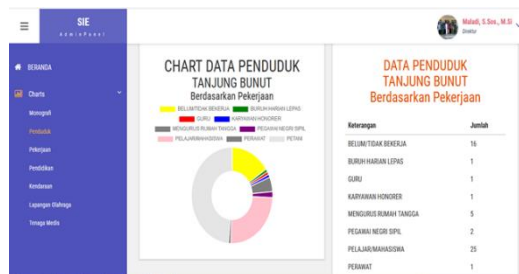 SIE
AdminPanel
Maladi, S.Sos., M.Si
Direktur
BERANDA
Charts
Monografi
Penduduk
Pekerjaan
Pendidikan
Kendaraan
Lapangan Olahraga
Tenaga Medis
CHART DATA PENDUDUK
TANJUNG BUNUT
Berdasarkan Pekerjaan
BELUM/TIDAK BEKERJA BURUH HARIAN LEPAS
GURU KARYAWAN HONORER
MENGURUS RUMAH TANGGA PEGAWAI NEGRI SIPIL
PELAJAR/MAHASISWA PERAWAT PETANI
DATA PENDUDUK
TANJUNG BUNUT
Berdasarkan Pekerjaan
Keterangan Jumlah
BELUM/TIDAK BEKERJA 16
BURUH HARIAN LEPAS 1
GURU 1
KARYAWAN HONORER 1
MENGURUS RUMAH TANGGA 5
PEGAWAI NEGRI SIPIL 2
PELAJAR/MAHASISWA 25
PERAWAT 1